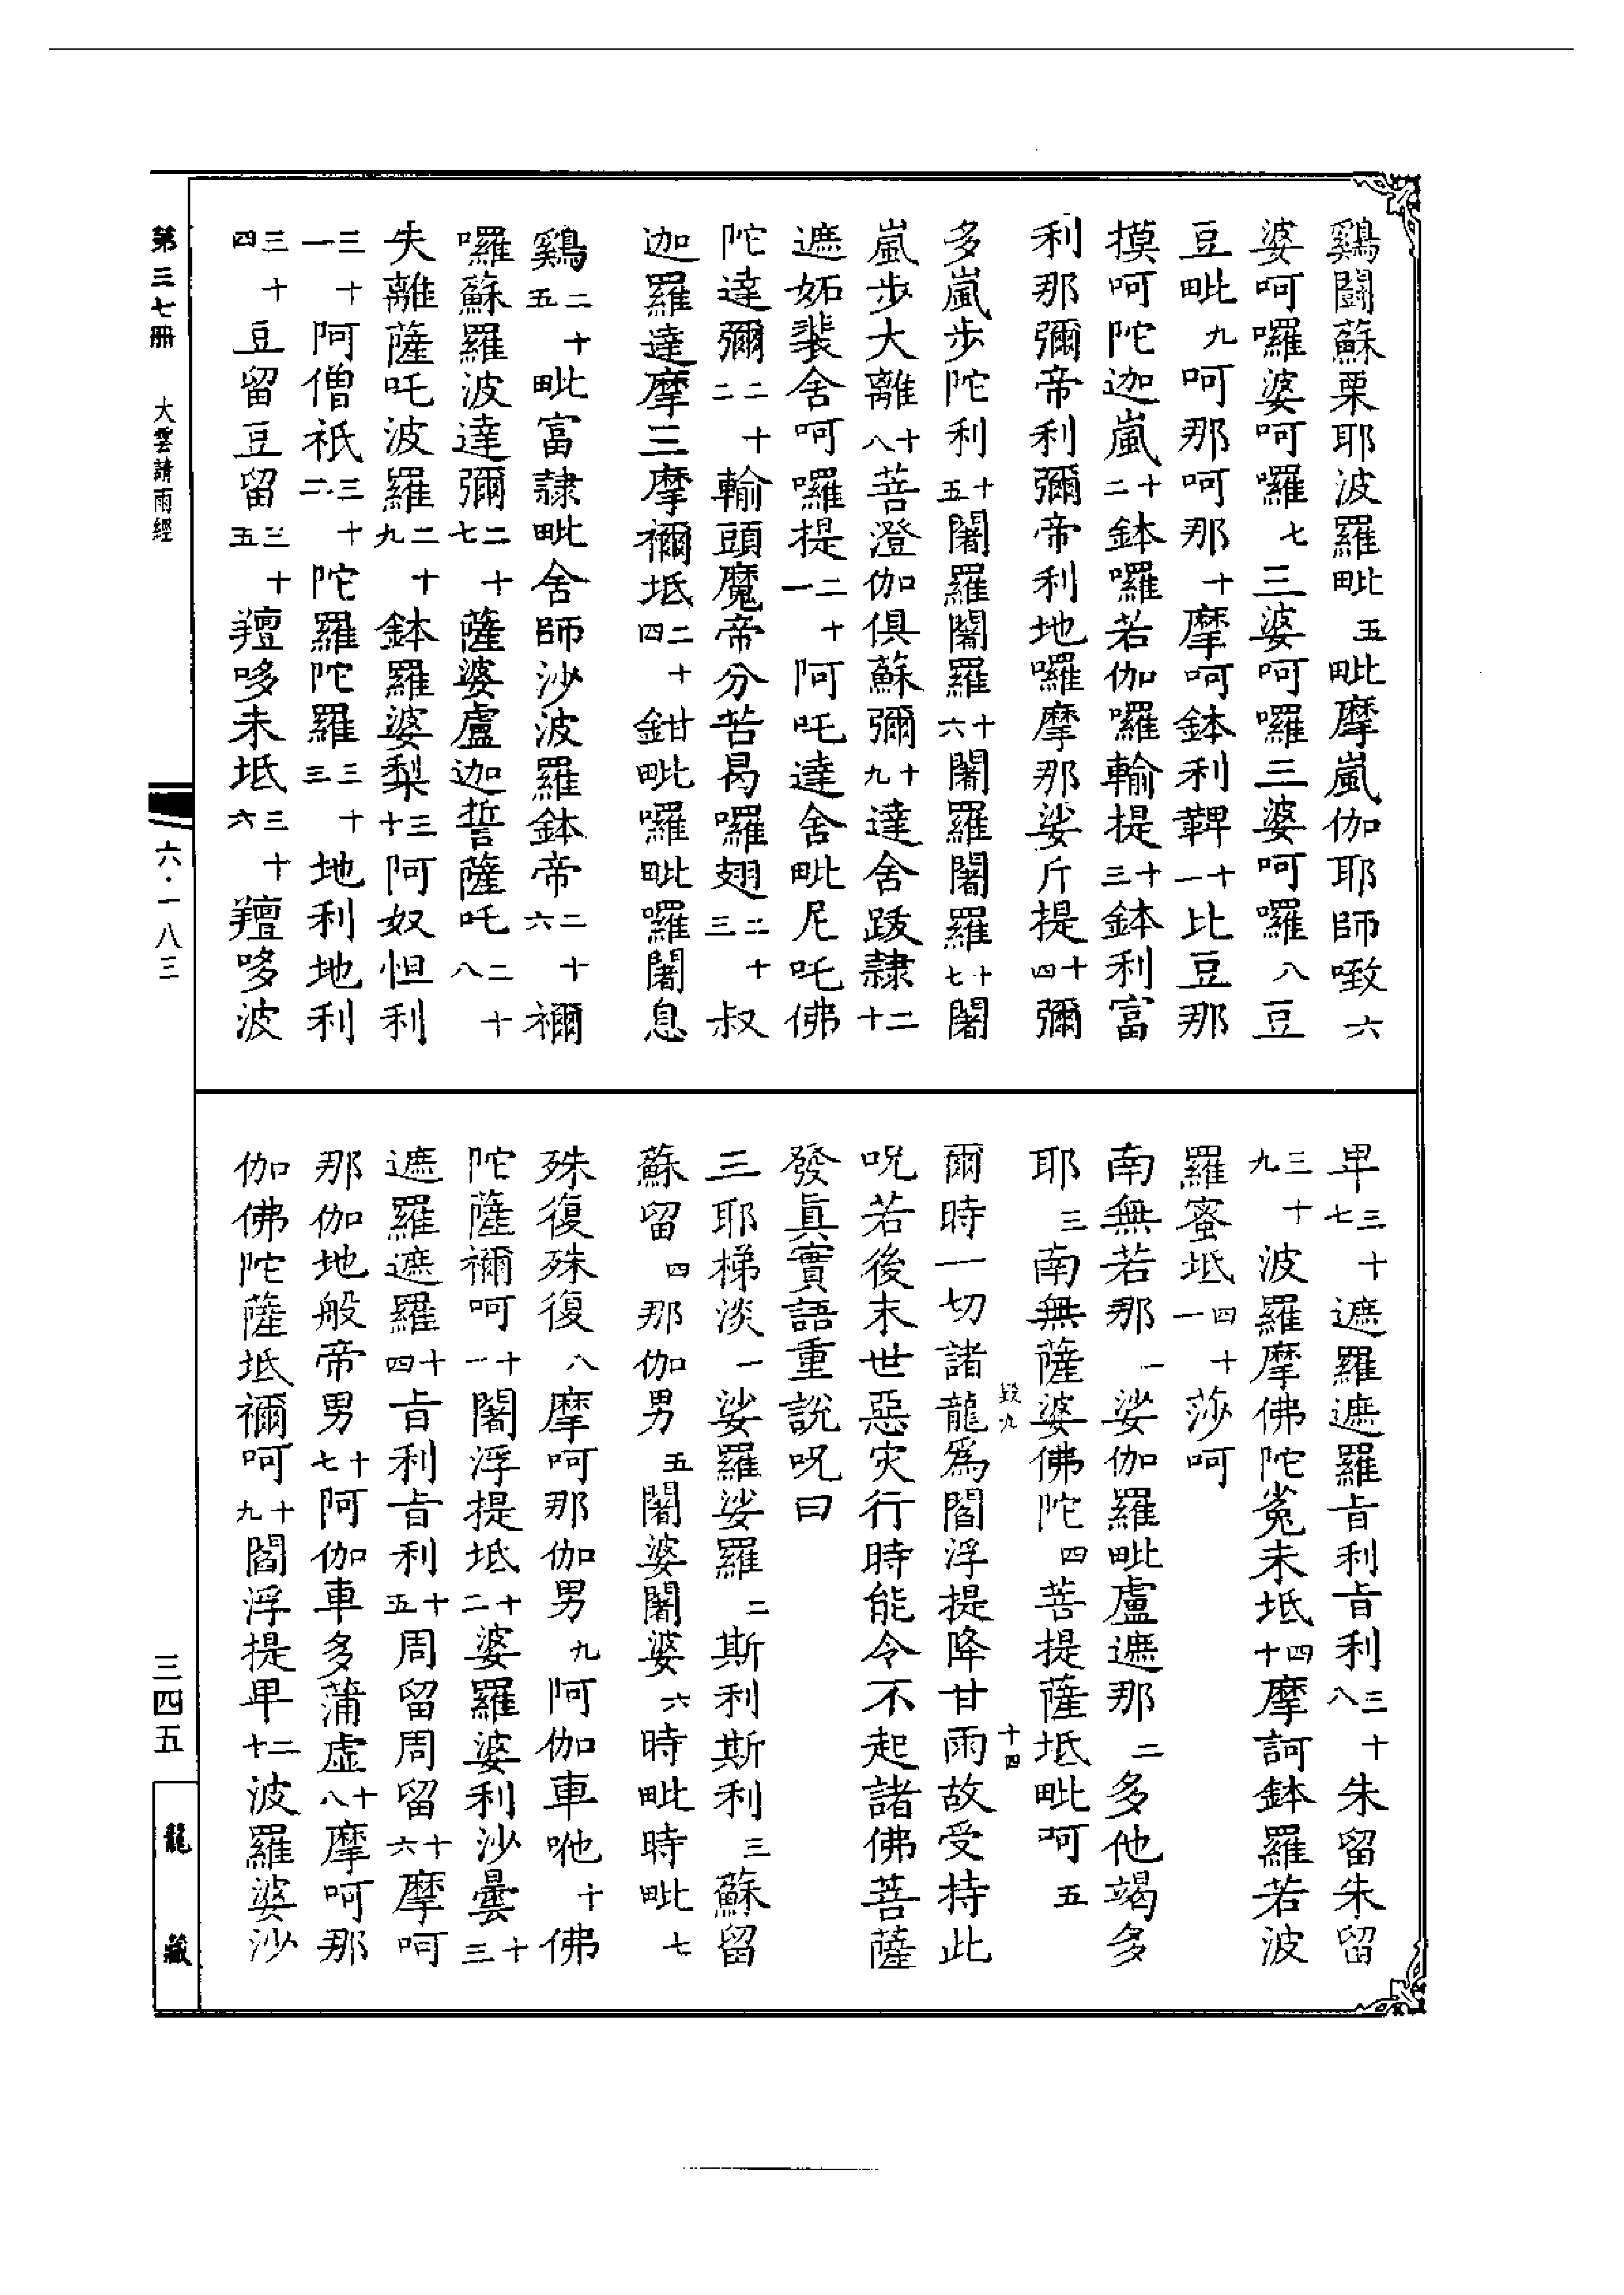 鷄闘蘇栗耶波羅毗五毗摩嵐伽耶師㗌六
婆呵囉婆呵囉七三婆呵囉三婆呵囉八豆
豆毗九呵那呵那十摩呵鉢利鞞十一比豆那
摸呵陀迦嵐十二鉢囉若伽囉輸提十三鉢利富
利那彌帝利彌帝利地囉摩那娑斤提十四彌
多嵐步陀利十五闍羅闍羅十六闍羅闍羅十七闍
嵐步大離十八菩澄伽俱蘇彌十九達舍跋隷二十
遮妬裴舍呵囉提二十一阿吒達舍毗尼吒佛
陀達彌二十二輸頭魔帝分苦曷囉翅二十三叔
迦羅達摩三摩禰坻二十四鉗毗囉毗囉闍息
鷄二十五毗富隷毗舍師沙波羅鉢帝二十六禰
囉蘇羅波達彌二十七薩婆盧迦誓薩吒二十八
失離薩吒波羅二十九鉢羅婆梨三十阿奴怛利
三十一阿僧祇三十二陀羅陀羅三十三地利地利
三十四豆留豆留三十五羶哆未坻三十六羶哆波
卑三十七遮羅遮羅旨利旨利三十八朱留朱留
三十九波羅摩佛陀㝹未坻四十摩訶鉢羅若波
羅蜜坻四十一莎呵
南無若那一娑伽羅毗盧遮那二多他竭多
耶三南無薩婆佛陀四菩提薩坻毗呵五
毀九 十四
爾時一切諸龍爲閻浮提降甘雨故受持此
呪若後末世惡灾行時能令不起諸佛菩薩
發眞實語重說呪曰
三耶梯淡一娑羅娑羅二斯利斯利三蘇留
蘇留四那伽男五闍婆闍婆六時毗時毗七
殊復殊復八摩呵那伽男九阿伽車吔十佛
陀薩禰呵十一闍浮提坻十二婆羅婆利沙曇十三
遮羅遮羅十四旨利旨利十五周留周留十六摩呵
那伽地般帝男十七阿伽車多蒲虛十八摩呵那
伽佛陀薩坻禰呵十九閻浮提卑二十波羅婆沙
第三七冊 大雲請雨經 六·一八三 三四五 龍藏